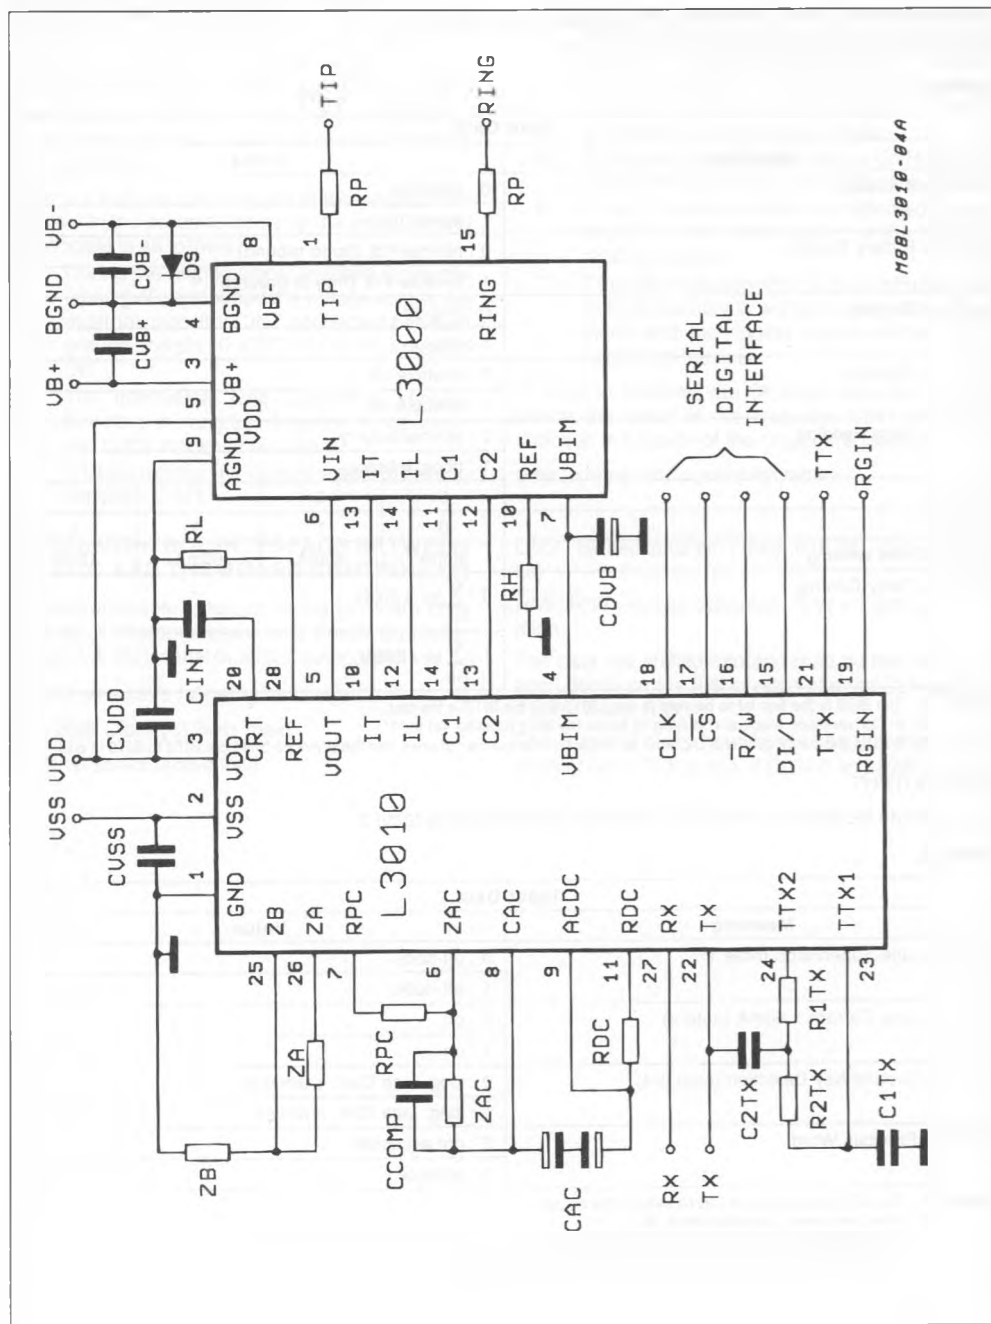 VSS
VDD
VB+
BGND
VB-
CVSS
CVDD
CVB+
CVB-
DS
1
2
3
9
5
3
4
8
GND
VSS
VDD
AGND
VDD
VB+
BGND
VB-
ZB
ZA
25
ZB
26
ZA
7
RPC
RPC
CCOMP
6
ZAC
ZAC
8
CAC
CAC
9
ACDC
11
RDC
RDC
RX
27
RX
TX
22
TX
C2TX
24
TTX2
R1TX
R2TX
23
TTX1
C1TX
L3010
CINT
RL
CRT
20
REF
28
VOUT
5
IT
10
IL
12
C1
14
C2
13
VBIM
4
CLK
18
CS
17
R/W
16
DI/O
15
TTX
21
TTX
RGIN
19
RGIN
6
VIN
13
IT
14
IL
11
C1
12
C2
10
REF
7
VBIM
RH
CDVB
L3000
TIP
1
RP
TIP
RING
15
RP
RING
SERIAL
DIGITAL
INTERFACE
M88L3010-04A